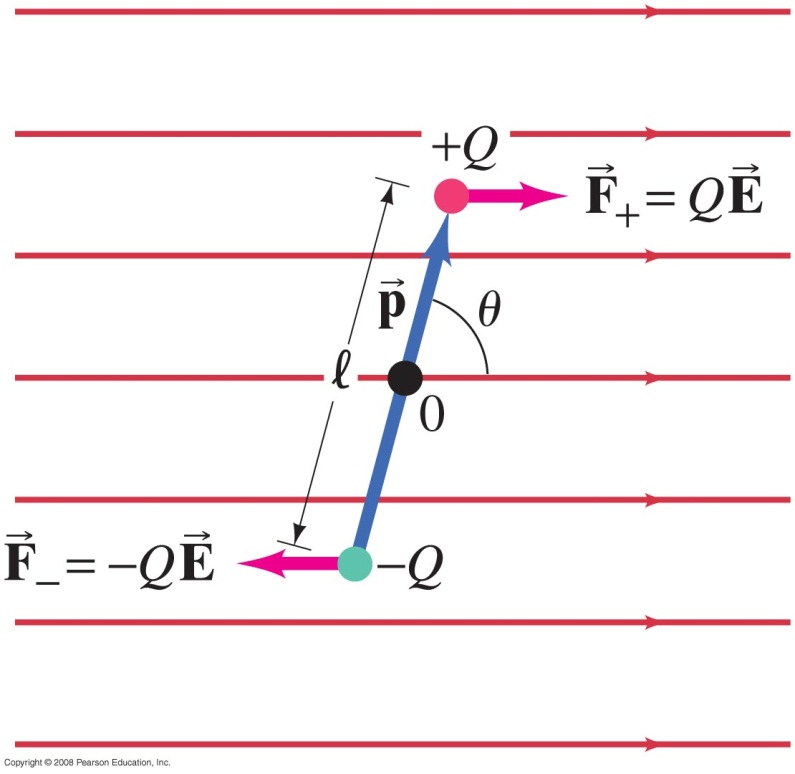 +Q
F⃗₊ = QE⃗
p⃗
θ
ℓ
0
F⃗₋ = −QE⃗
−Q
Copyright © 2008 Pearson Education, Inc.